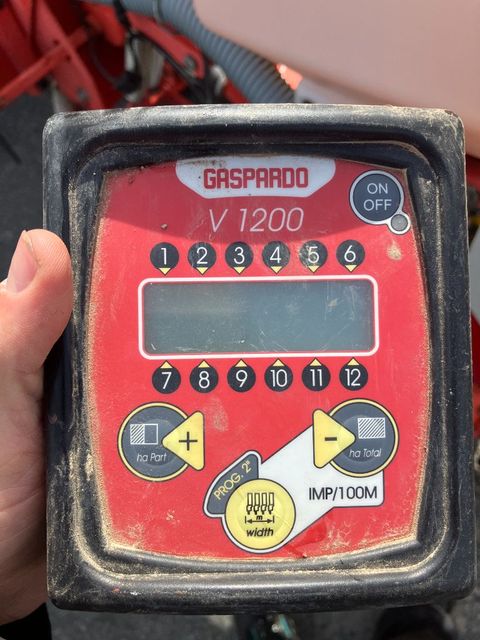 GASPARDO
ON
OFF
V 1200
1 2 3 4 5 6
7 8 9 10 11 12
ha Part
+
-
ha Total
PROG. 2"
IMP/100M
m
width